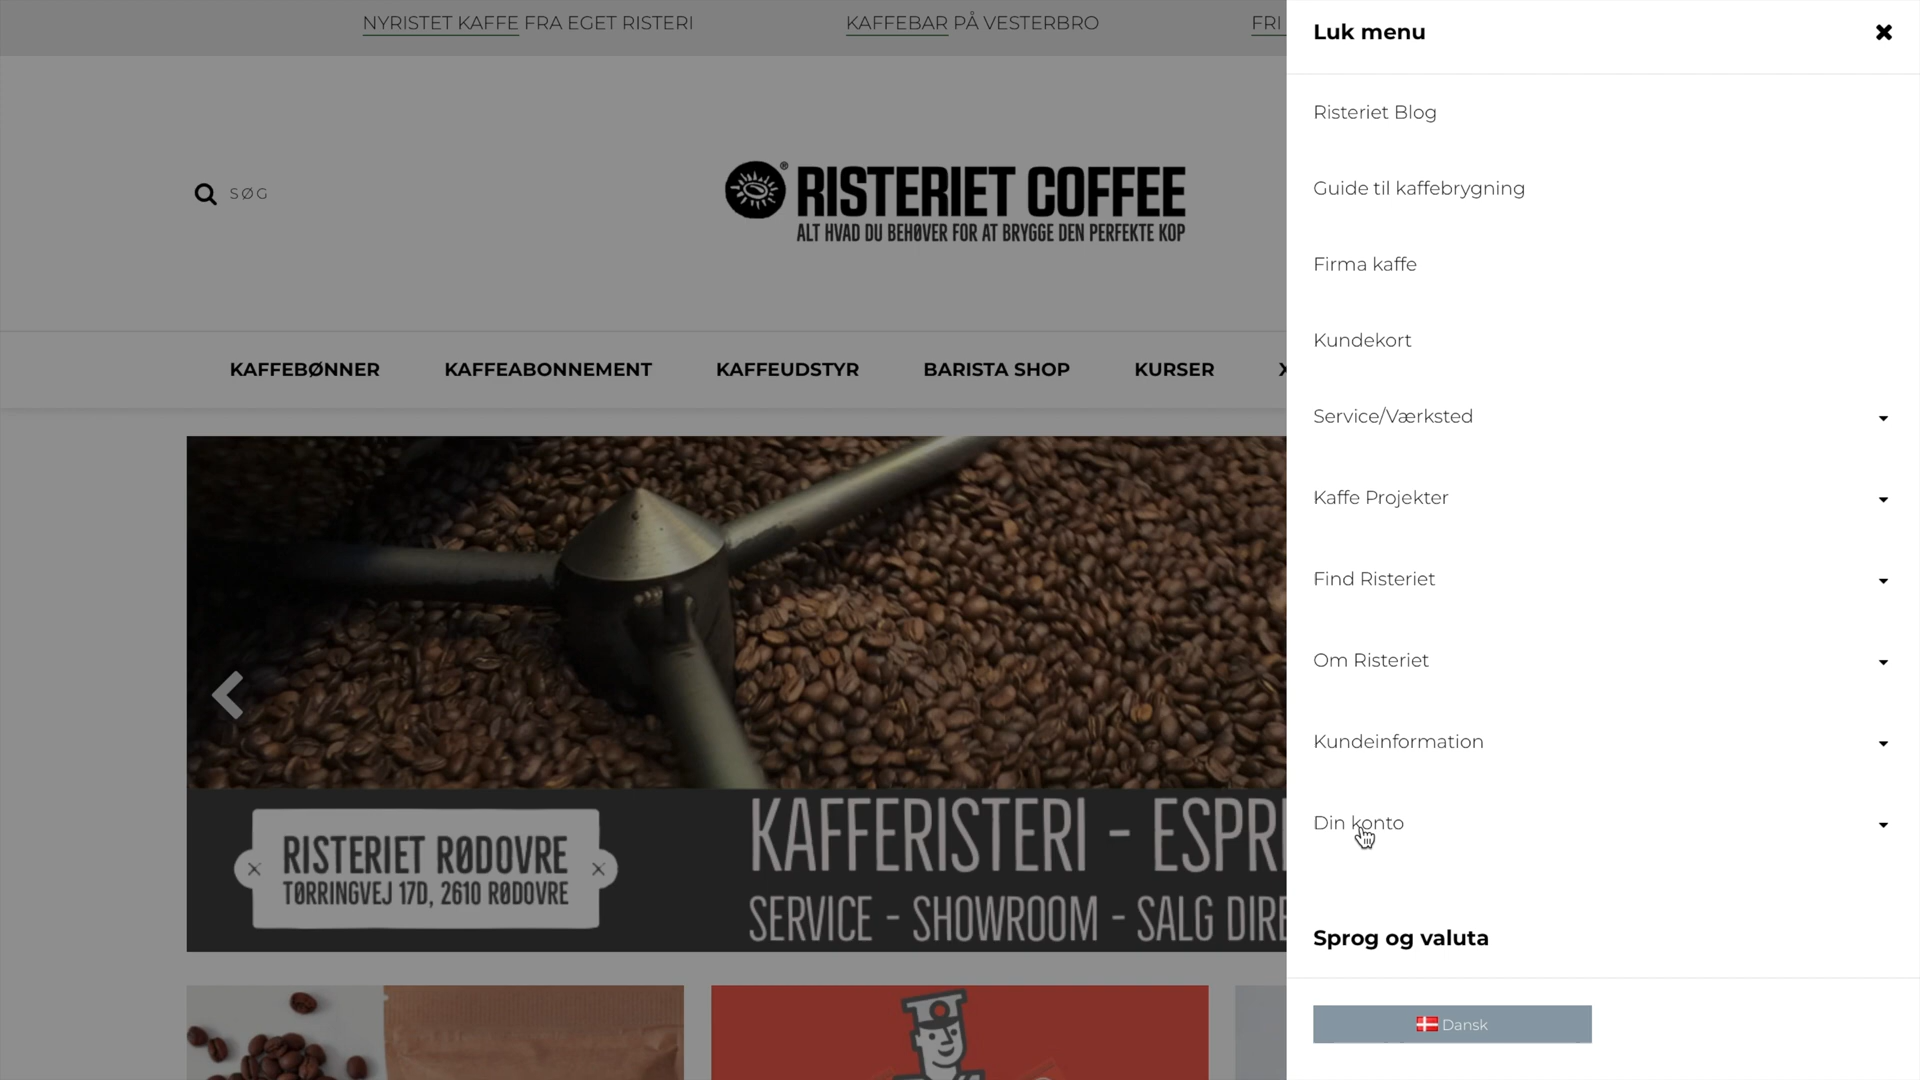 NYRISTET KAFFE FRA EGET RISTERI
KAFFEBAR PÅ VESTERBRO
FRI
SØG
RISTERIET COFFEE
ALT HVAD DU BEHØVER FOR AT BRYGGE DEN PERFEKTE KOP
KAFFEBØNNER
KAFFEABONNEMENT
KAFFEUDSTYR
BARISTA SHOP
KURSER
RISTERIET RØDOVRE
TØRRINGVEJ 17D, 2610 RØDOVRE
KAFFERISTERI - ESPR
SERVICE - SHOWROOM - SALG DIRE
Luk menu
Risteriet Blog
Guide til kaffebrygning
Firma kaffe
Kundekort
Service/Værksted
Kaffe Projekter
Find Risteriet
Om Risteriet
Kundeinformation
Din konto
Sprog og valuta
Dansk